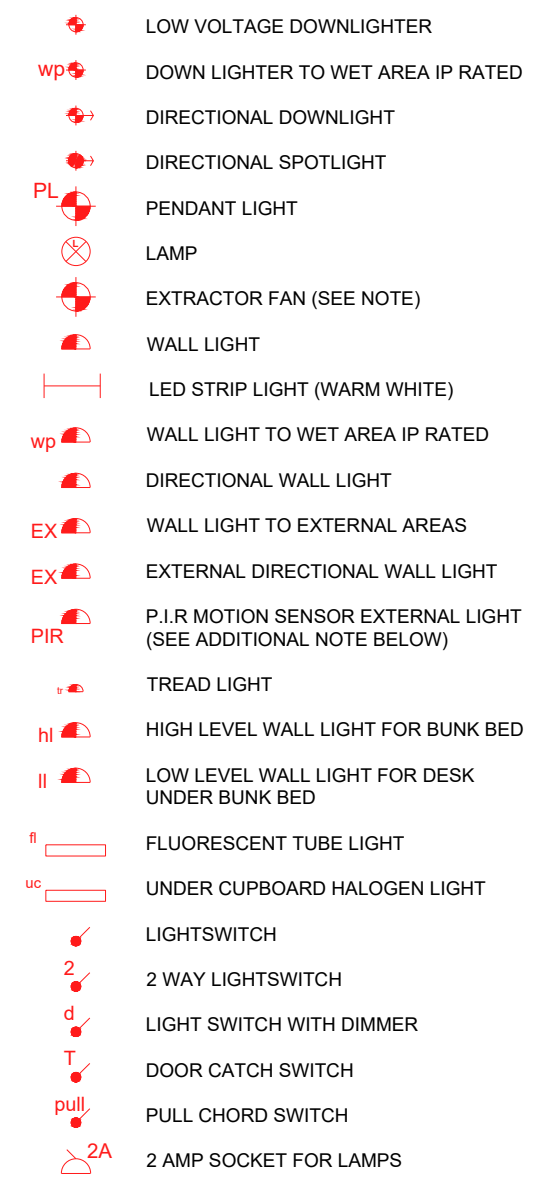 LOW VOLTAGE DOWNLIGHTER
wp DOWN LIGHTER TO WET AREA IP RATED
DIRECTIONAL DOWNLIGHT
DIRECTIONAL SPOTLIGHT
PL PENDANT LIGHT
L LAMP
EXTRACTOR FAN (SEE NOTE)
WALL LIGHT
LED STRIP LIGHT (WARM WHITE)
wp WALL LIGHT TO WET AREA IP RATED
DIRECTIONAL WALL LIGHT
EX WALL LIGHT TO EXTERNAL AREAS
EX EXTERNAL DIRECTIONAL WALL LIGHT
PIR P.I.R MOTION SENSOR EXTERNAL LIGHT
(SEE ADDITIONAL NOTE BELOW)
tr TREAD LIGHT
hl HIGH LEVEL WALL LIGHT FOR BUNK BED
ll LOW LEVEL WALL LIGHT FOR DESK
UNDER BUNK BED
fl FLUORESCENT TUBE LIGHT
uc UNDER CUPBOARD HALOGEN LIGHT
LIGHTSWITCH
2 2 WAY LIGHTSWITCH
d LIGHT SWITCH WITH DIMMER
T DOOR CATCH SWITCH
pull PULL CHORD SWITCH
2A 2 AMP SOCKET FOR LAMPS